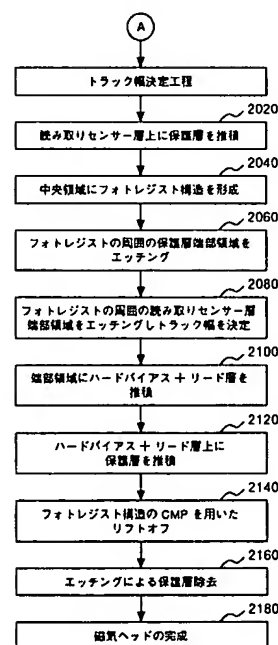 A
トラック幅決定工程
2020
読み取りセンサー層上に保護層を堆積
2040
中央領域にフォトレジスト構造を形成
2060
フォトレジストの周囲の保護層端部領域を
エッチング
2080
フォトレジストの周囲の読み取りセンサー層
端部領域をエッチングしトラック幅を決定
2100
端部領域にハードバイアス+リード層を
堆積
2120
ハードバイアス+リード層上に
保護層を堆積
2140
フォトレジスト構造の CMP を用いた
リフトオフ
2160
エッチングによる保護層除去
2180
磁気ヘッドの完成